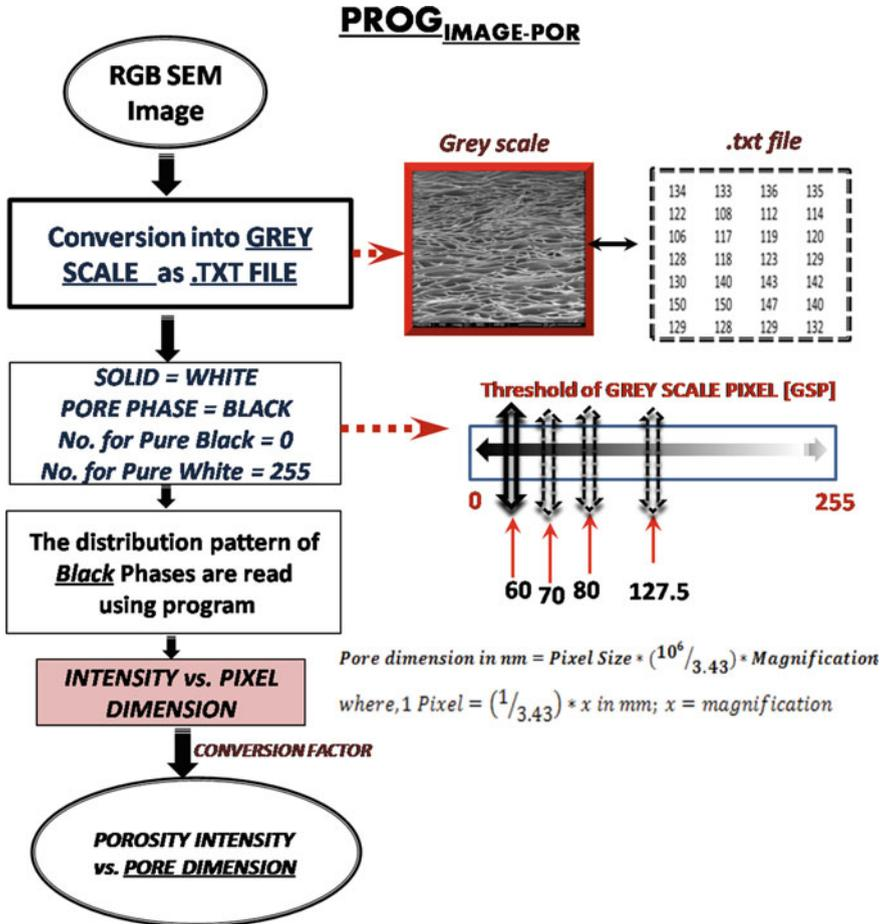 PROG IMAGE-POR
RGB SEM
Image
Conversion into GREY
SCALE as .TXT FILE
Grey scale
.txt file
134 133 136 135
122 108 112 114
106 117 119 120
128 118 123 129
130 140 143 142
150 150 147 140
129 128 129 132
SOLID = WHITE
PORE PHASE = BLACK
No. for Pure Black = 0
No. for Pure White = 255
Threshold of GREY SCALE PIXEL [GSP]
0 255
60 70 80 127.5
The distribution pattern of
Black Phases are read
using program
INTENSITY vs. PIXEL
DIMENSION
Pore dimension in nm = Pixel Size * (10⁶/3.43) * Magnification
where, 1 Pixel = (1/3.43) * x in mm; x = magnification
CONVERSION FACTOR
POROSITY INTENSITY
vs. PORE DIMENSION